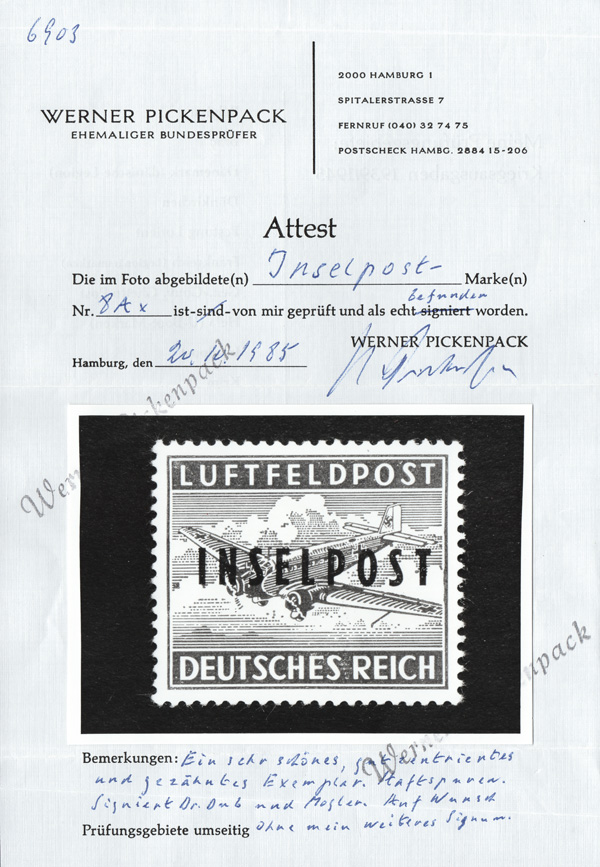 6903
WERNER PICKENPACK
EHEMALIGER BUNDESPRÜFER
2000 HAMBURG 1
SPITALERSTRASSE 7
FERNRUF (040) 32 74 75
POSTSCHECK HAMBG. 2884 15-206
Attest
Die im Foto abgebildete(n) Inselpost- Marke(n)
befunden
Nr. 8Ax ist-sind-von mir geprüft und als echt signiert worden.
WERNER PICKENPACK
Hamburg, den 1985
Pickenpack
LUFTFELDPOST
INSELPOST
DEUTSCHES REICH
Bemerkungen: Ein sehr schönes, gut zentriertes
und gezähntes Exemplar. Haftspuren.
Signiert Dr. Dub und Mogler. Auf Wunsch
Prüfungsgebiete umseitig ohne mein weiteres Signum.